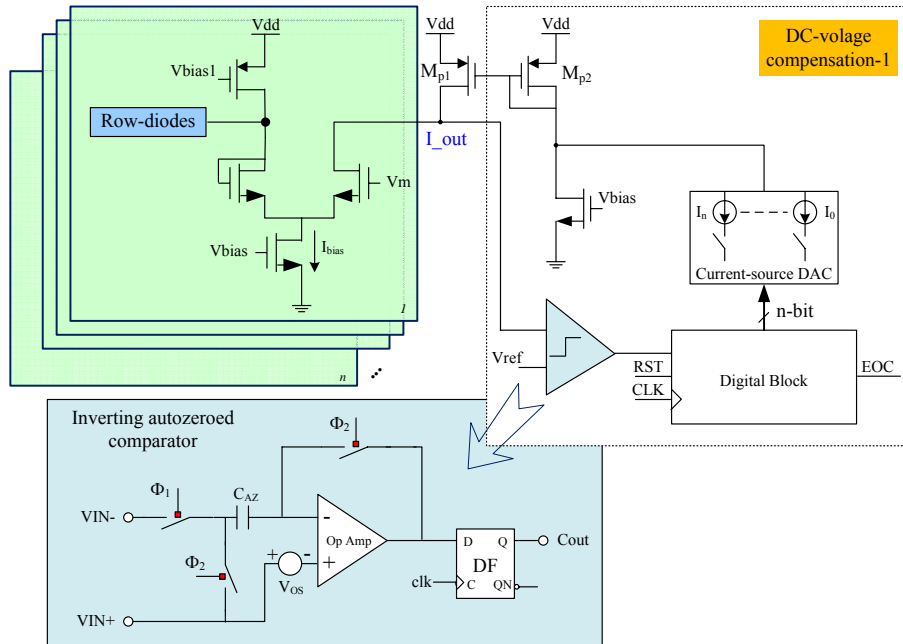 Vdd
Vbias1
Row-diodes
Vm
Vbias
Ibias
1
n
Vdd
Mp1
I_out
Vdd
Mp2
DC-volage
compensation-1
Vbias
In
I0
Current-source DAC
n-bit
Vref
RST
CLK
Digital Block
EOC
Inverting autozeroed
comparator
Φ2
Φ1
CAZ
VIN-
-
Op Amp
+
Φ2
+
-
VOS
VIN+
D
Q
DF
clk
C
QN
Cout